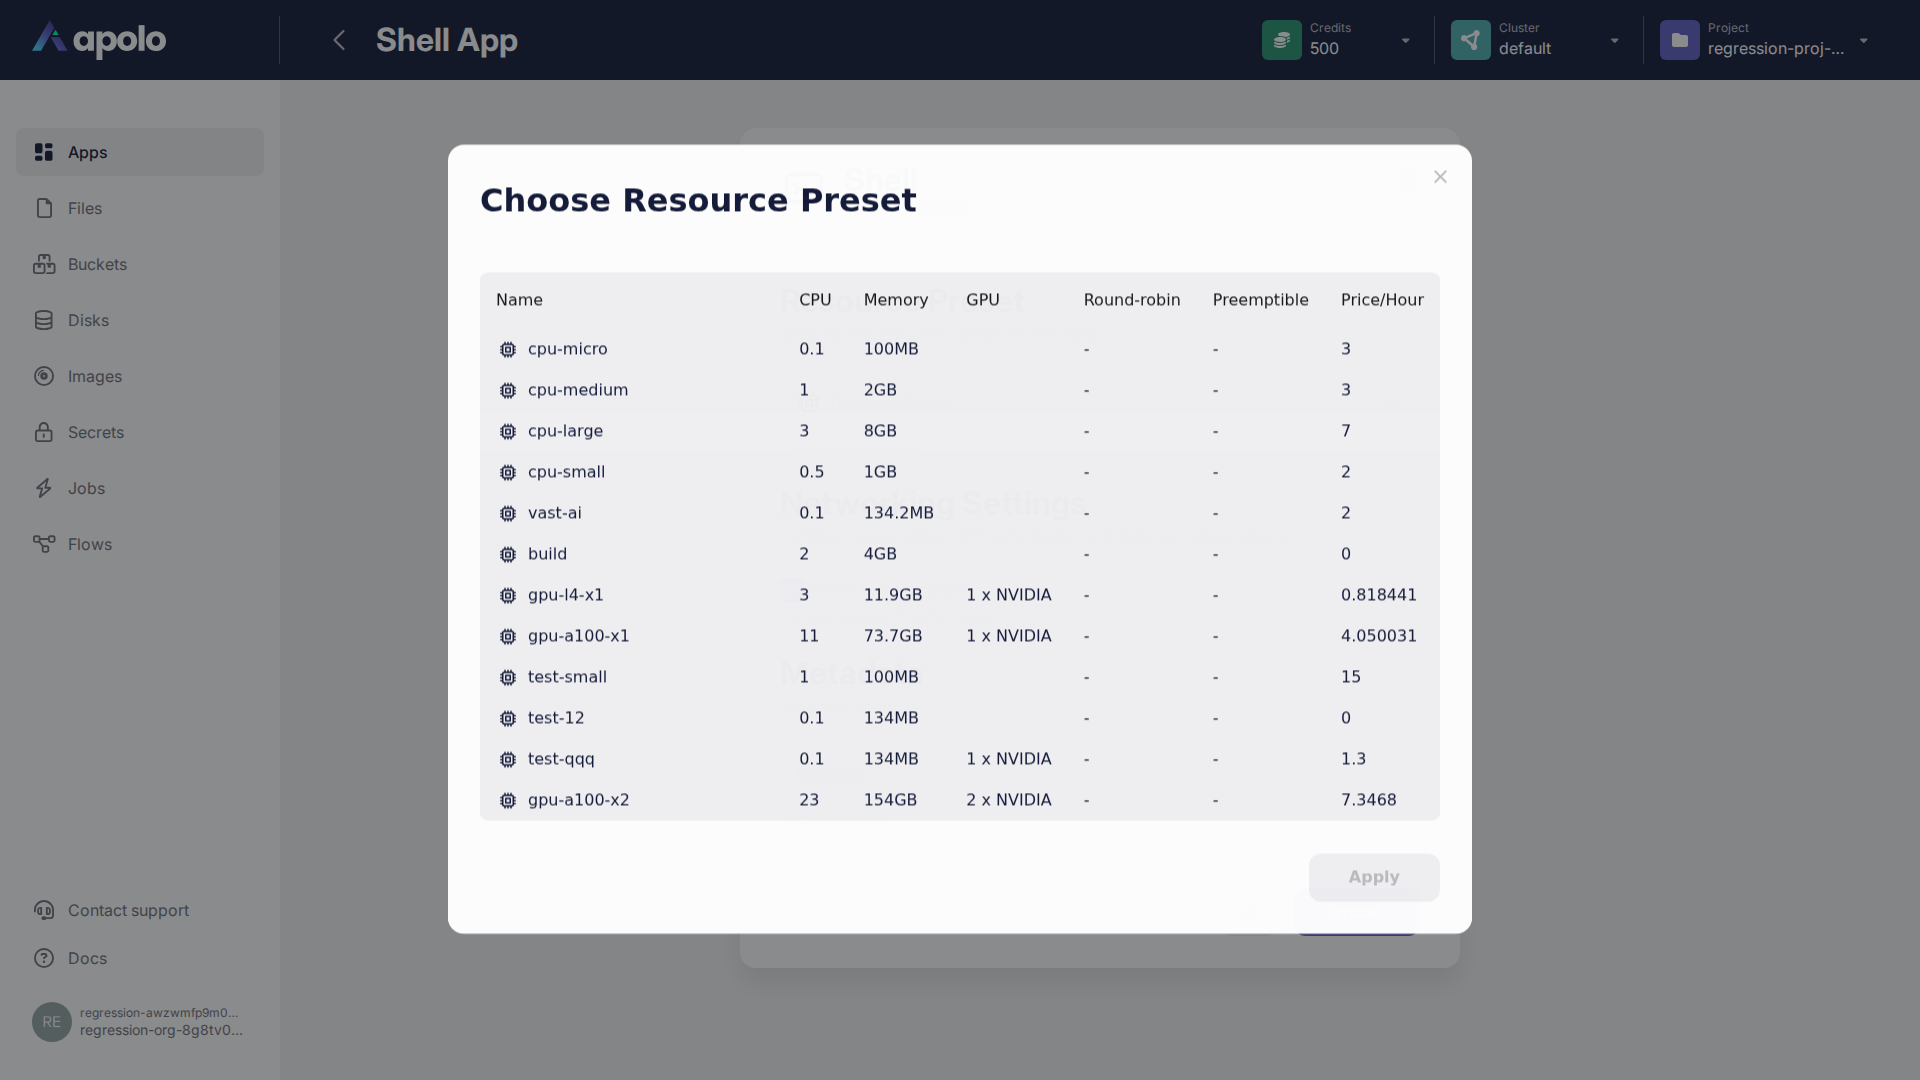 apolo
Shell App
Credits
500
Cluster
default
Project
regression-proj-...
Apps
Files
Buckets
Disks
Images
Secrets
Jobs
Flows
Contact support
Docs
RE
regression-awzwmfp9m0...
regression-org-8g8tv0...
Choose Resource Preset
Name CPU Memory GPU Round-robin Preemptible Price/Hour
cpu-micro 0.1 100MB - - 3
cpu-medium 1 2GB - - 3
cpu-large 3 8GB - - 7
cpu-small 0.5 1GB - - 2
vast-ai 0.1 134.2MB - - 2
build 2 4GB - - 0
gpu-l4-x1 3 11.9GB 1 x NVIDIA - - 0.818441
gpu-a100-x1 11 73.7GB 1 x NVIDIA - - 4.050031
test-small 1 100MB - - 15
test-12 0.1 134MB - - 0
test-qqq 0.1 134MB 1 x NVIDIA - - 1.3
gpu-a100-x2 23 154GB 2 x NVIDIA - - 7.3468
Apply
Shell
Resource Preset
Networking Settings